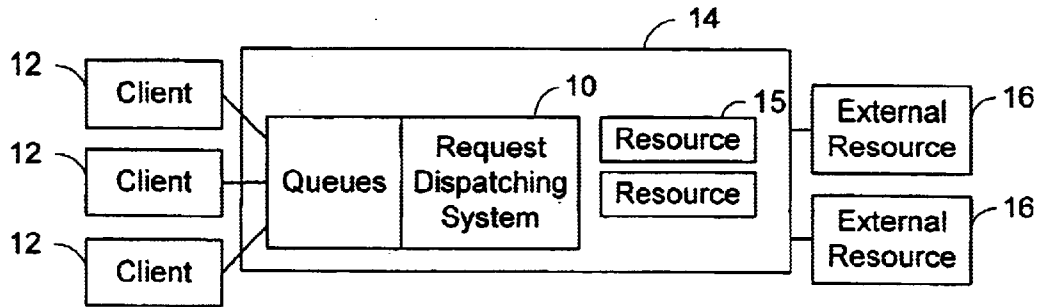 14
12
Client
10
15
External
Resource
16
12
Client
Queues
Request
Dispatching
System
Resource
Resource
12
Client
External
Resource
16